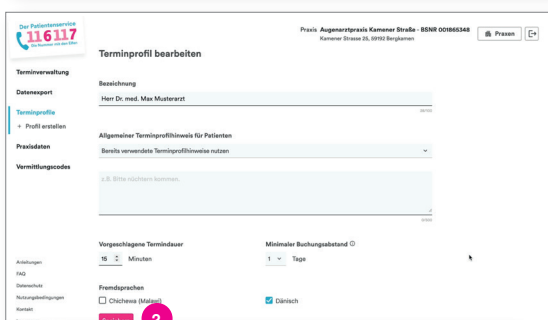 Der Patientenservice
116117
Die Nummer mit den Elfen
Praxis Augenarztpraxis Kamener Straße - BSNR 001865348
Kamener Strasse 25, 59192 Bergkamen
Praxen
Terminprofil bearbeiten
Terminverwaltung
Datenexport
Terminprofile
+ Profil erstellen
Praxisdaten
Vermittlungscodes
Bezeichnung
Herr Dr. med. Max Musterarzt
Allgemeiner Terminprofilhinweis für Patienten
Bereits verwendete Terminprofilhinweise nutzen
z.B. Bitte nüchtern kommen.
Vorgeschlagene Termindauer
Minimaler Buchungsabstand
15 Minuten
1 Tage
Fremdsprachen
Chichewa (Malawi)
Dänisch
Anleitungen
FAQ
Datenschutz
Nutzungsbedingungen
Kontakt